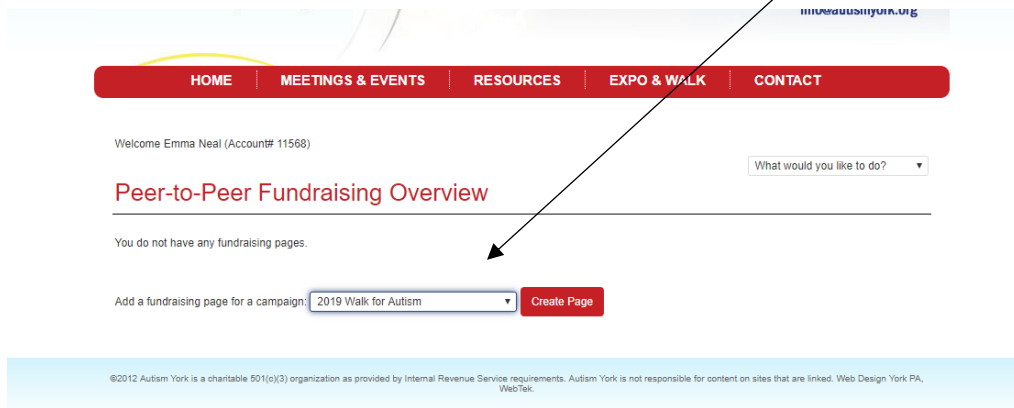 info@autismyork.org
HOME MEETINGS & EVENTS RESOURCES EXPO & WALK CONTACT
Welcome Emma Neal (Account# 11568)
What would you like to do?
Peer-to-Peer Fundraising Overview
You do not have any fundraising pages.
Add a fundraising page for a campaign: 2019 Walk for Autism Create Page
©2012 Autism York is a charitable 501(c)(3) organization as provided by Internal Revenue Service requirements. Autism York is not responsible for content on sites that are linked. Web Design York PA,
WebTek.